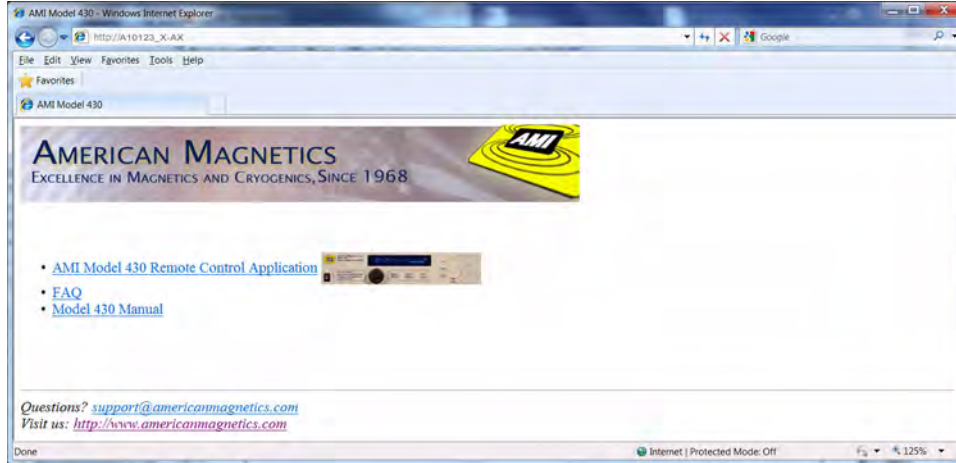 AMI Model 430 - Windows Internet Explorer
http://A10123_X-AX
Google
File Edit View Favorites Tools Help
Favorites
AMI Model 430
AMERICAN MAGNETICS
EXCELLENCE IN MAGNETICS AND CRYOGENICS, SINCE 1968
AMI
• AMI Model 430 Remote Control Application
• FAQ
• Model 430 Manual
Questions? support@americanmagnetics.com
Visit us: http://www.americanmagnetics.com
Done
Internet | Protected Mode: Off
125%